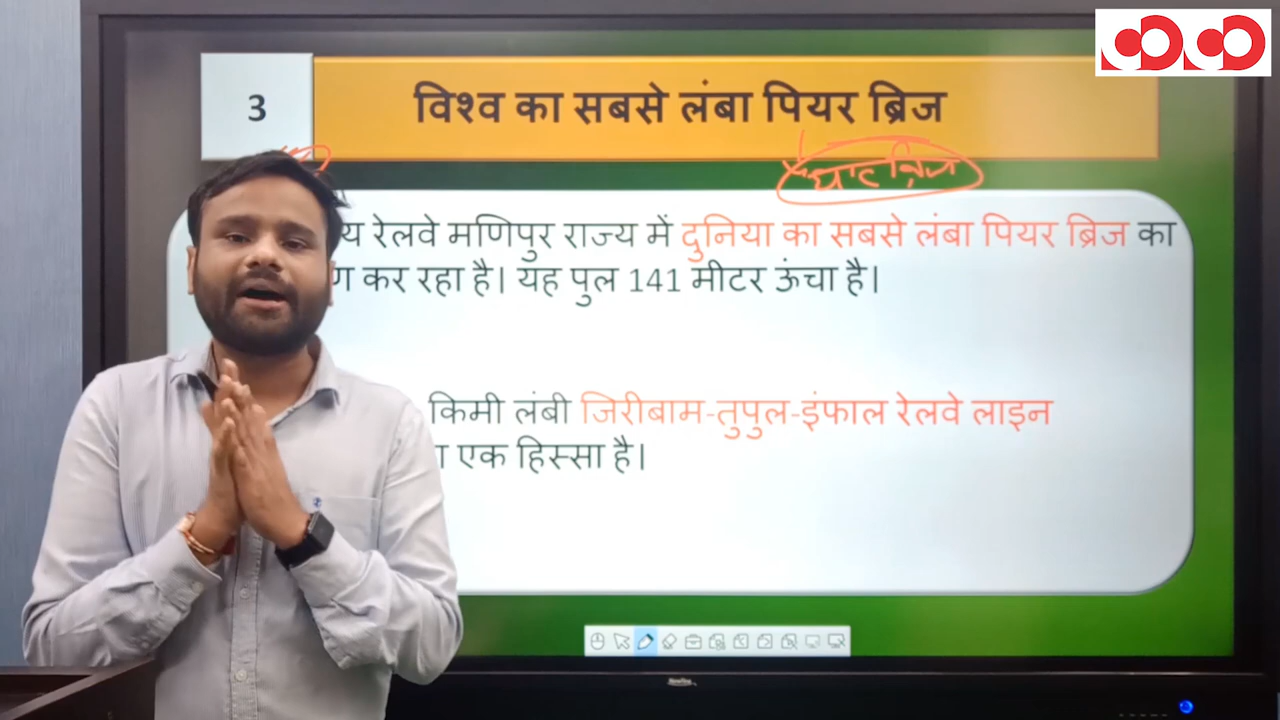 3
विश्व का सबसे लंबा पियर ब्रिज
घाट ब्रिज
रेलवे मणिपुर राज्य में दुनिया का सबसे लंबा पियर ब्रिज का
कर रहा है। यह पुल 141 मीटर ऊंचा है।
किमी लंबी जिरीबाम-तुपुल-इंफाल रेलवे लाइन
एक हिस्सा है।